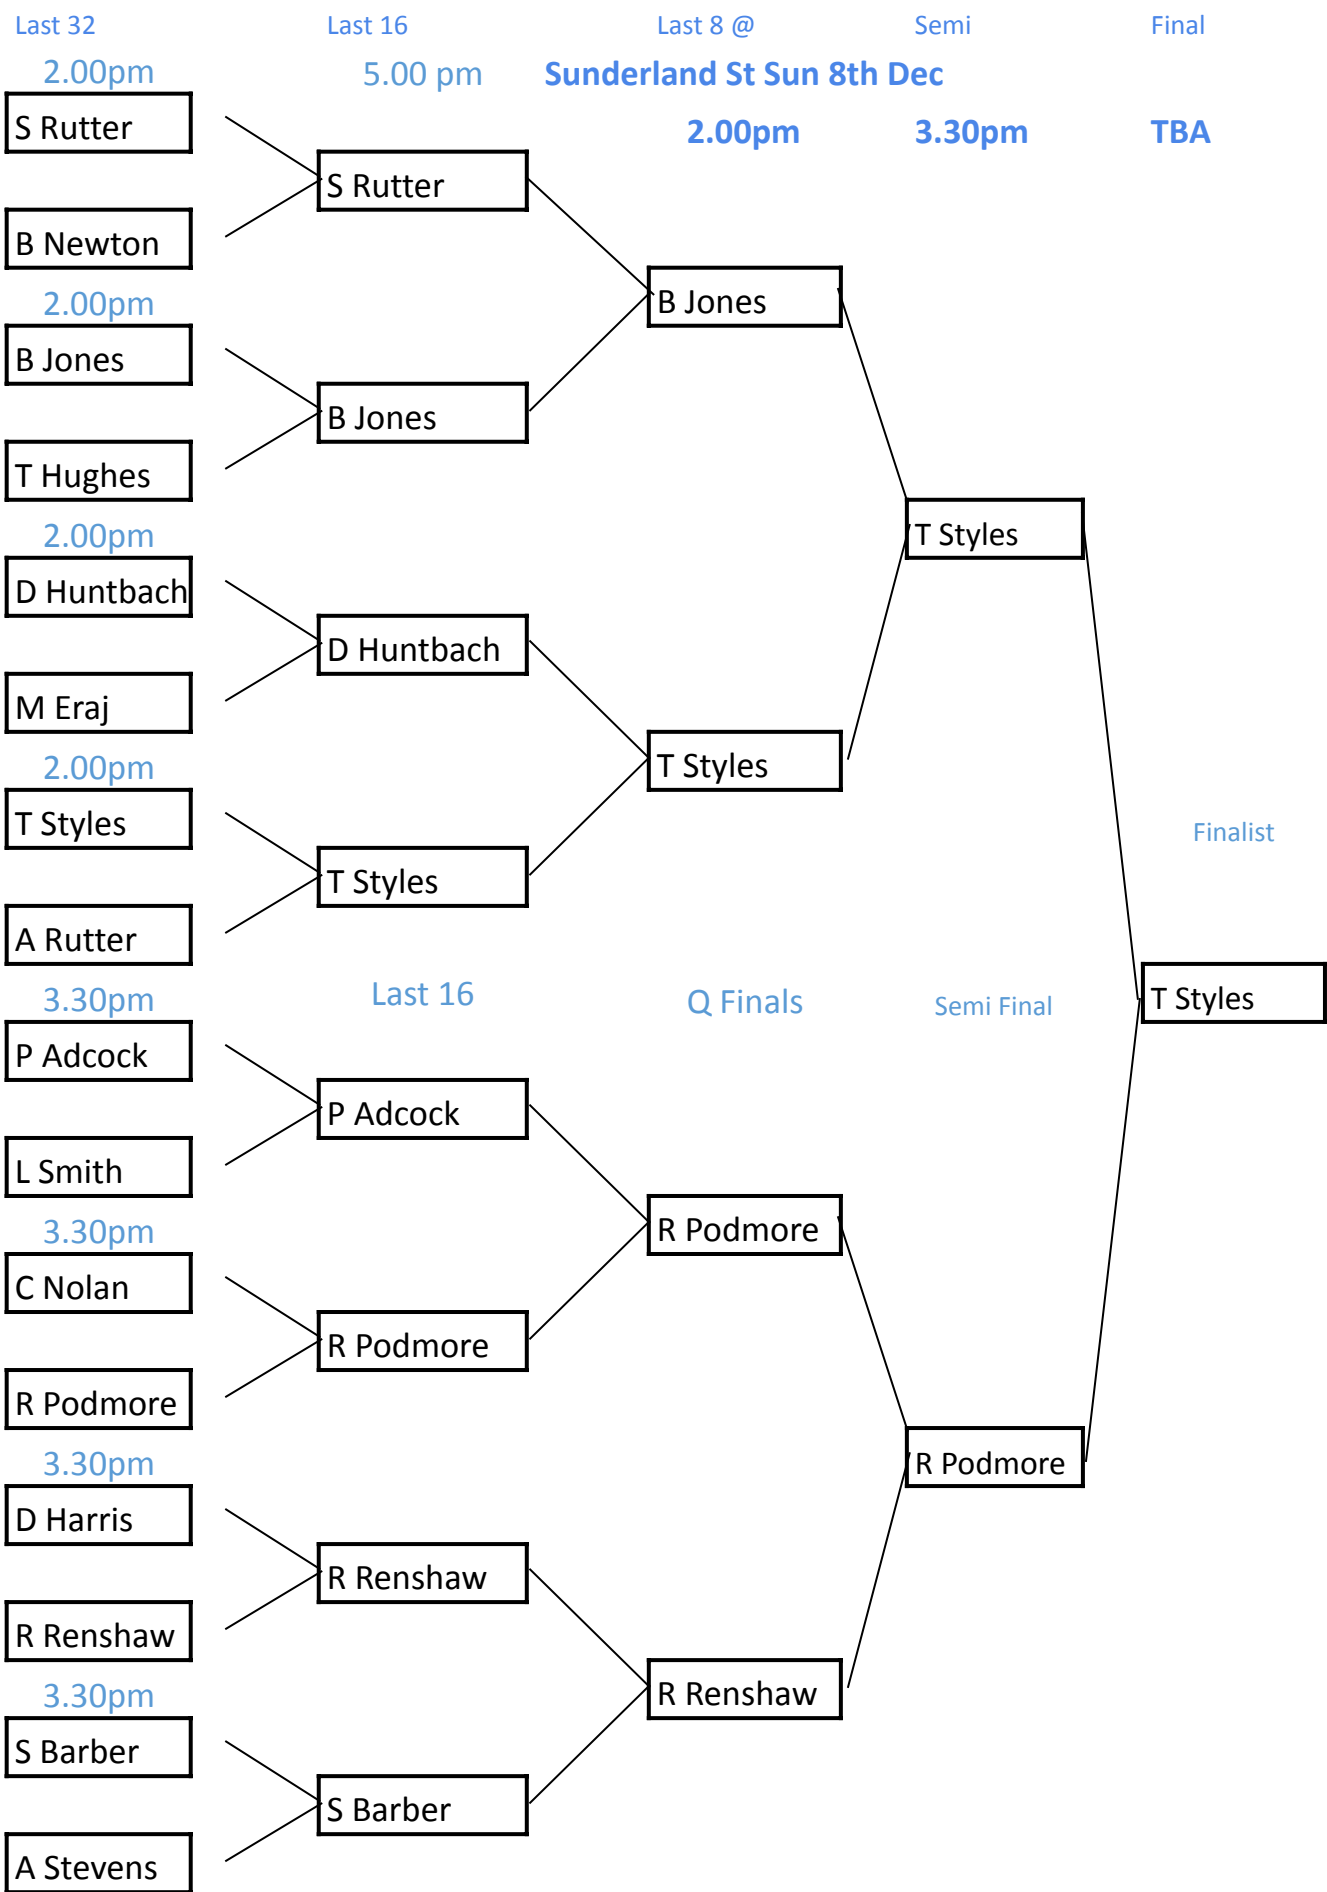 Last 32 Last 16 Last 8 @ Semi Final
2.00pm 5.00 pm Sunderland St Sun 8th Dec
S Rutter 2.00pm 3.30pm TBA
S Rutter
B Newton
2.00pm B Jones
B Jones
B Jones
T Hughes
2.00pm T Styles
D Huntbach
D Huntbach
M Eraj
2.00pm T Styles
T Styles Finalist
T Styles
A Rutter
3.30pm Last 16 Q Finals Semi Final T Styles
P Adcock
P Adcock
L Smith
3.30pm R Podmore
C Nolan
R Podmore
R Podmore
3.30pm R Podmore
D Harris
R Renshaw
R Renshaw
3.30pm R Renshaw
S Barber
S Barber
A Stevens